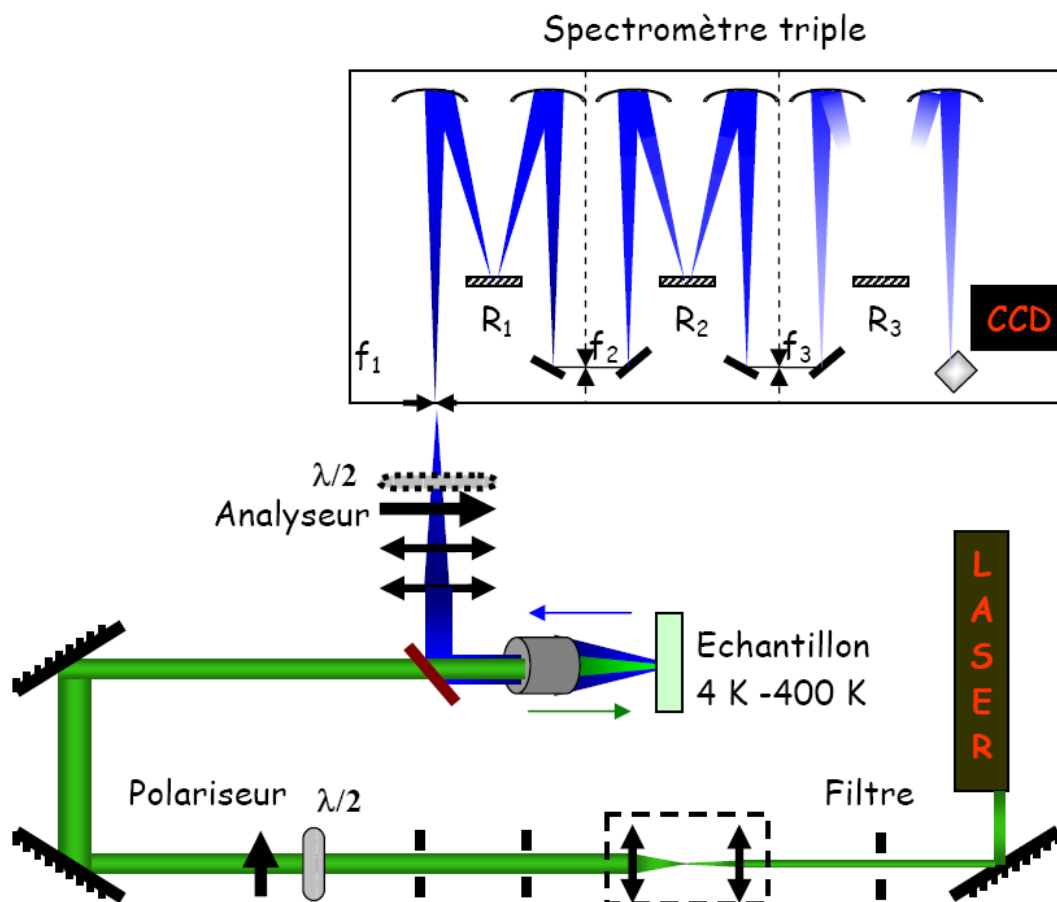 Spectromètre triple
R1
R2
R3
CCD
f1
f2
f3
λ/2
Analyseur
Echantillon
4 K -400 K
LASER
Polariseur
λ/2
Filtre